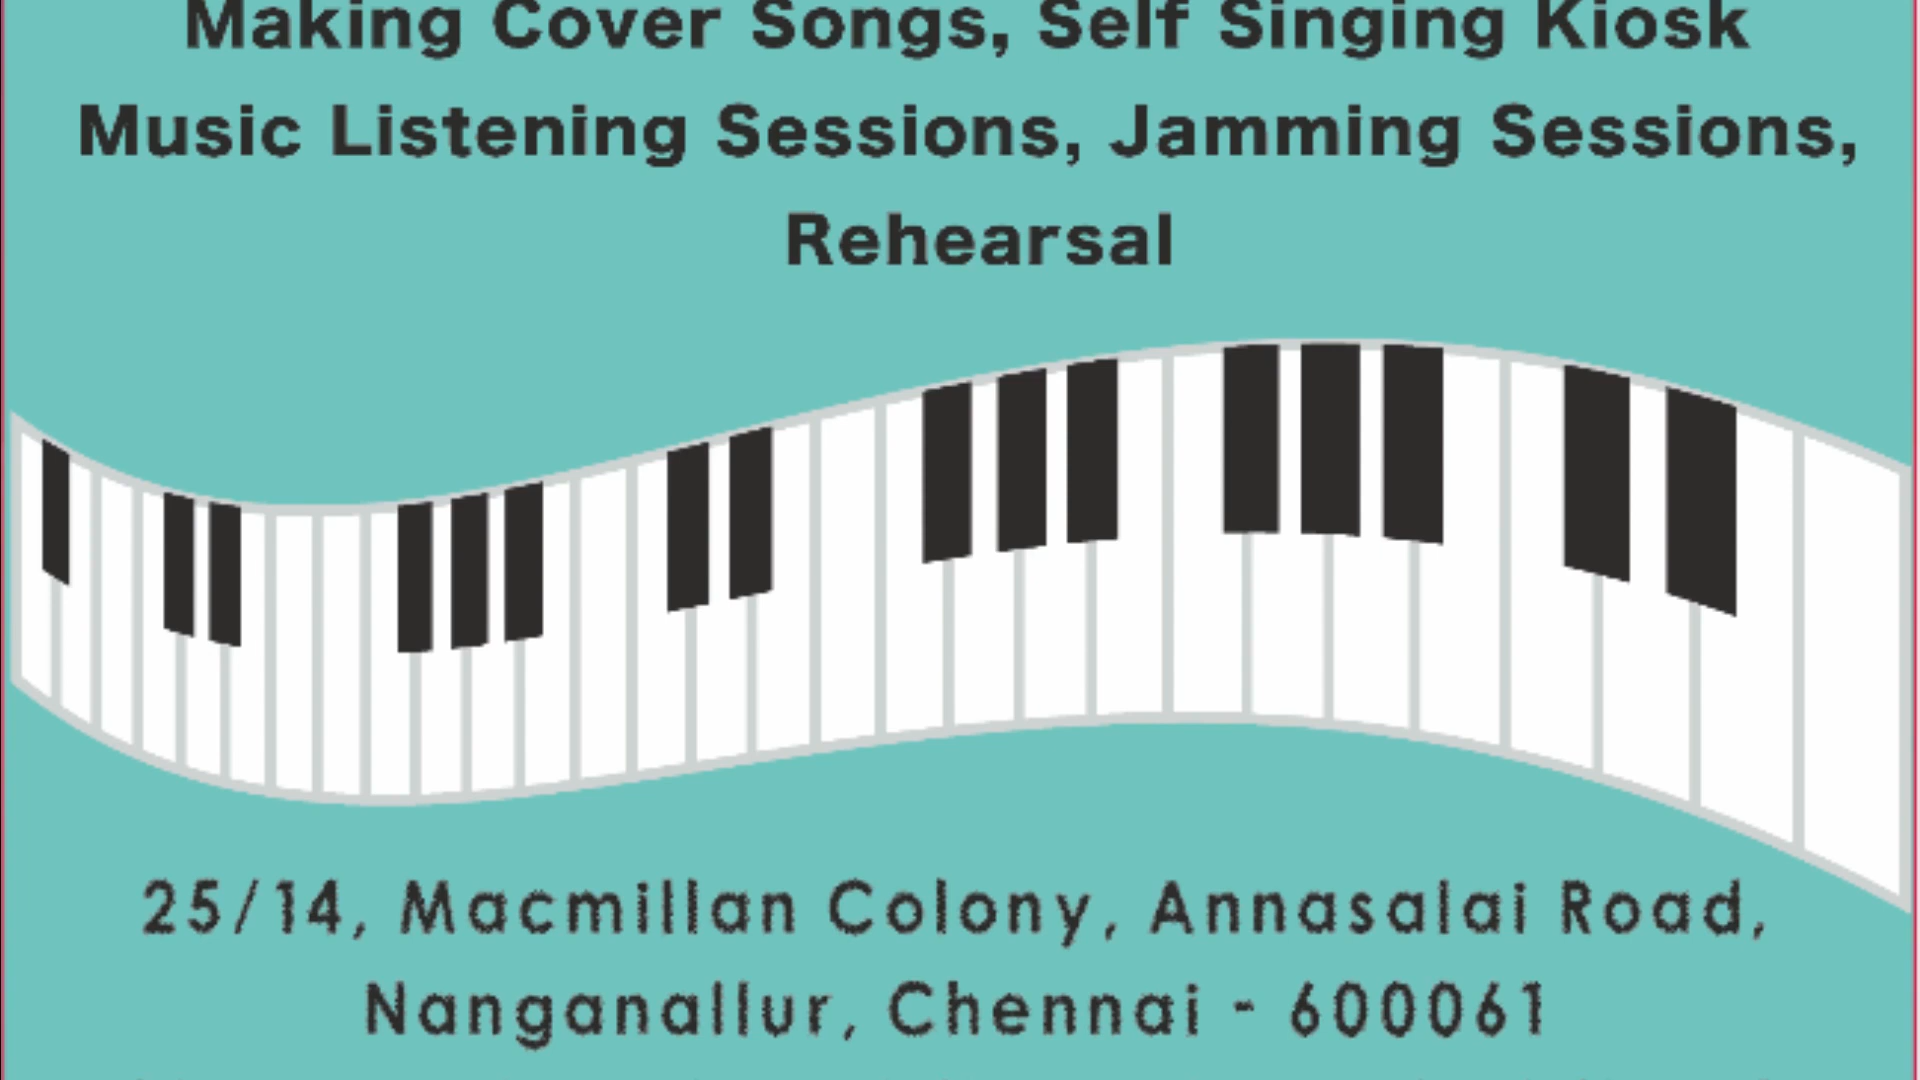 Making Cover Songs, Self Singing Kiosk
Music Listening Sessions, Jamming Sessions,
Rehearsal
25/14, Macmillan Colony, Annasalai Road,
Nanganallur, Chennai - 600061